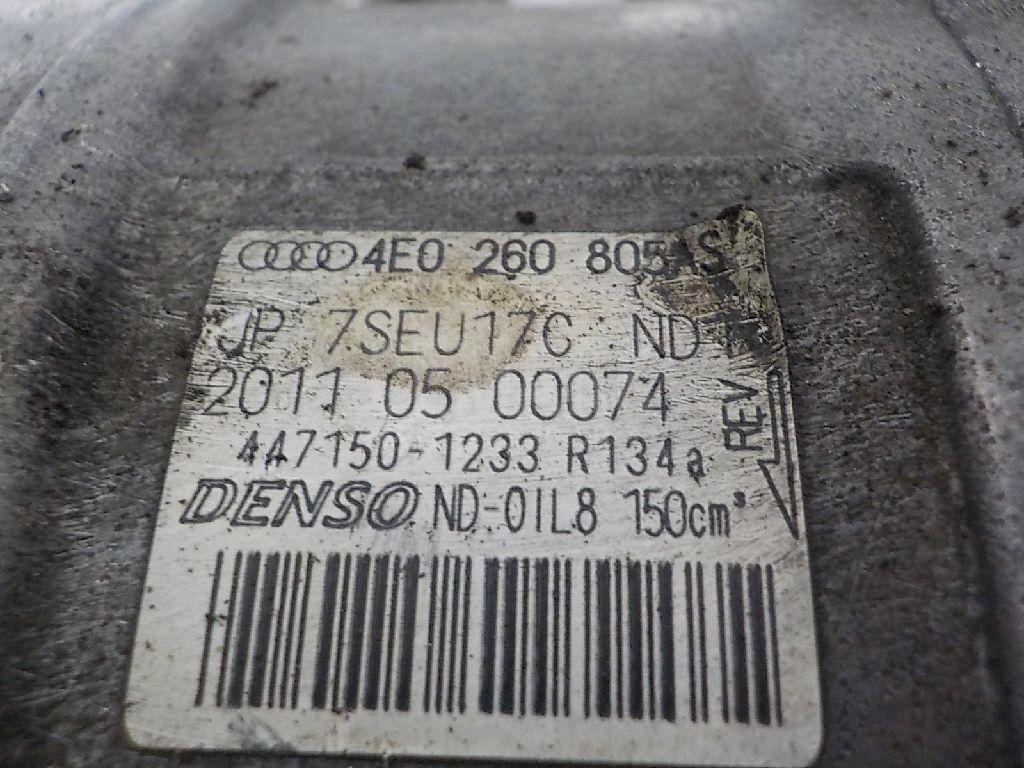 4E0 260 805AS
JP 7SEU17C ND
2011 05 00074
447150-1233 R134a
DENSO ND-OIL8 150cm³
REV